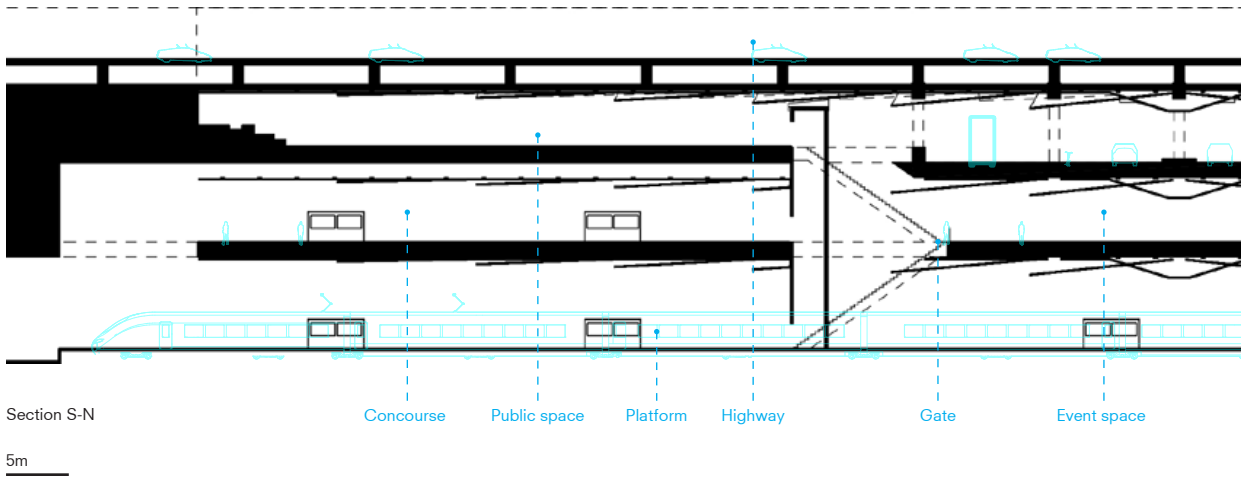 Section S-N
Concourse
Public space
Platform
Highway
Gate
Event space
5m